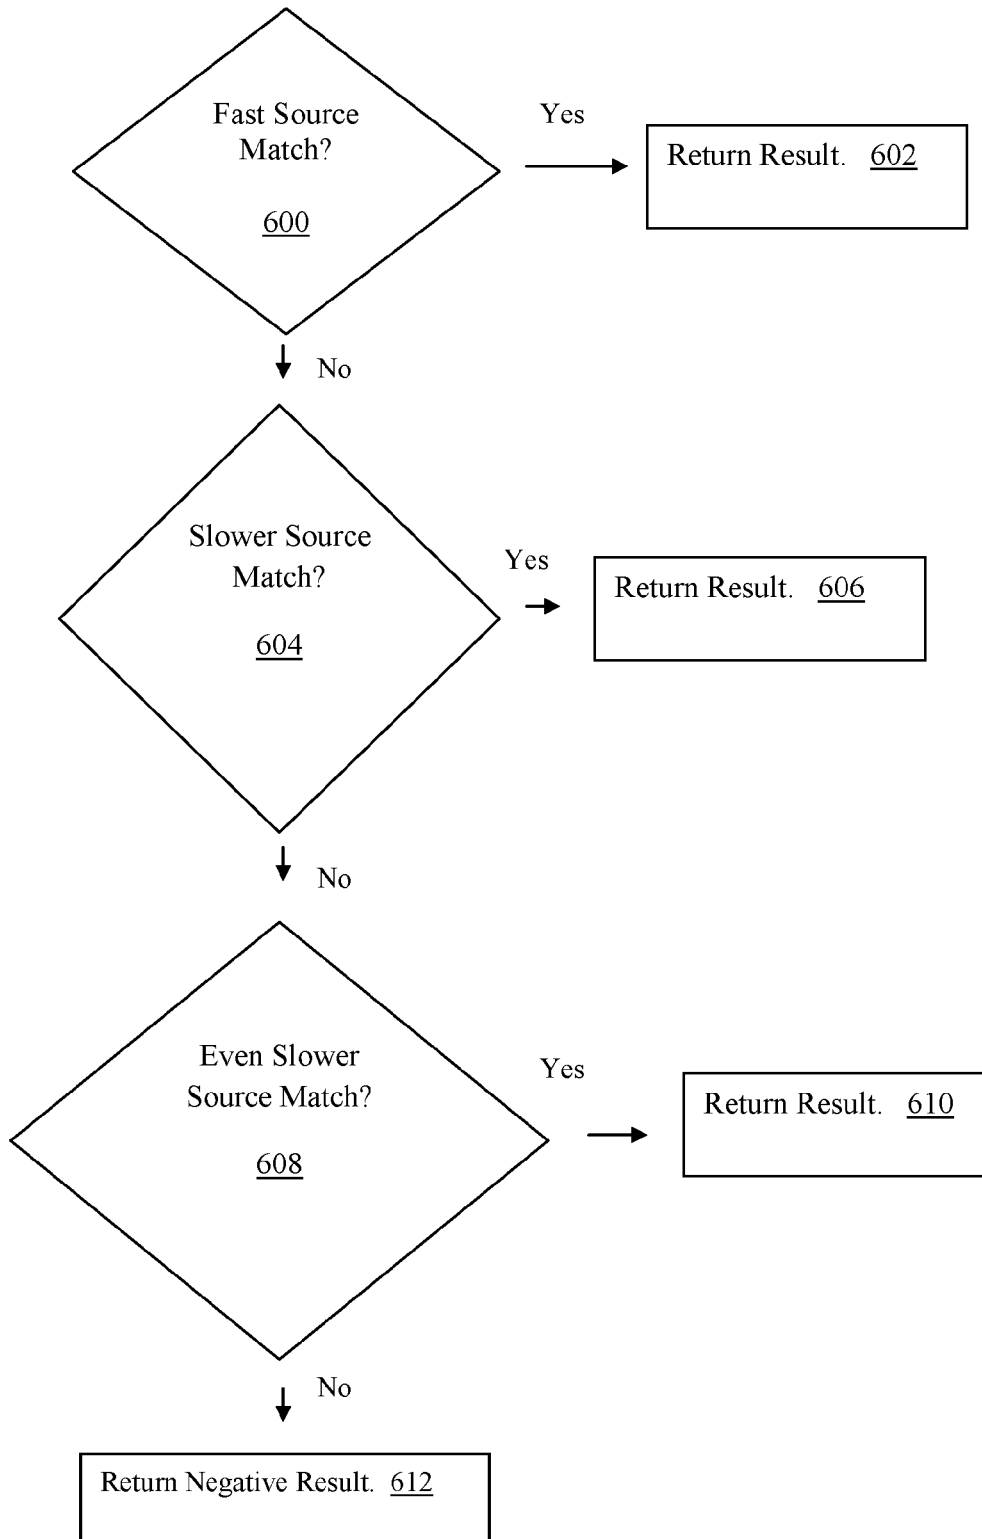 Fast Source
Match?
Yes
Return Result. 602
600
No
Slower Source
Match?
Yes
Return Result. 606
604
No
Even Slower
Source Match?
Yes
Return Result. 610
608
No
Return Negative Result. 612